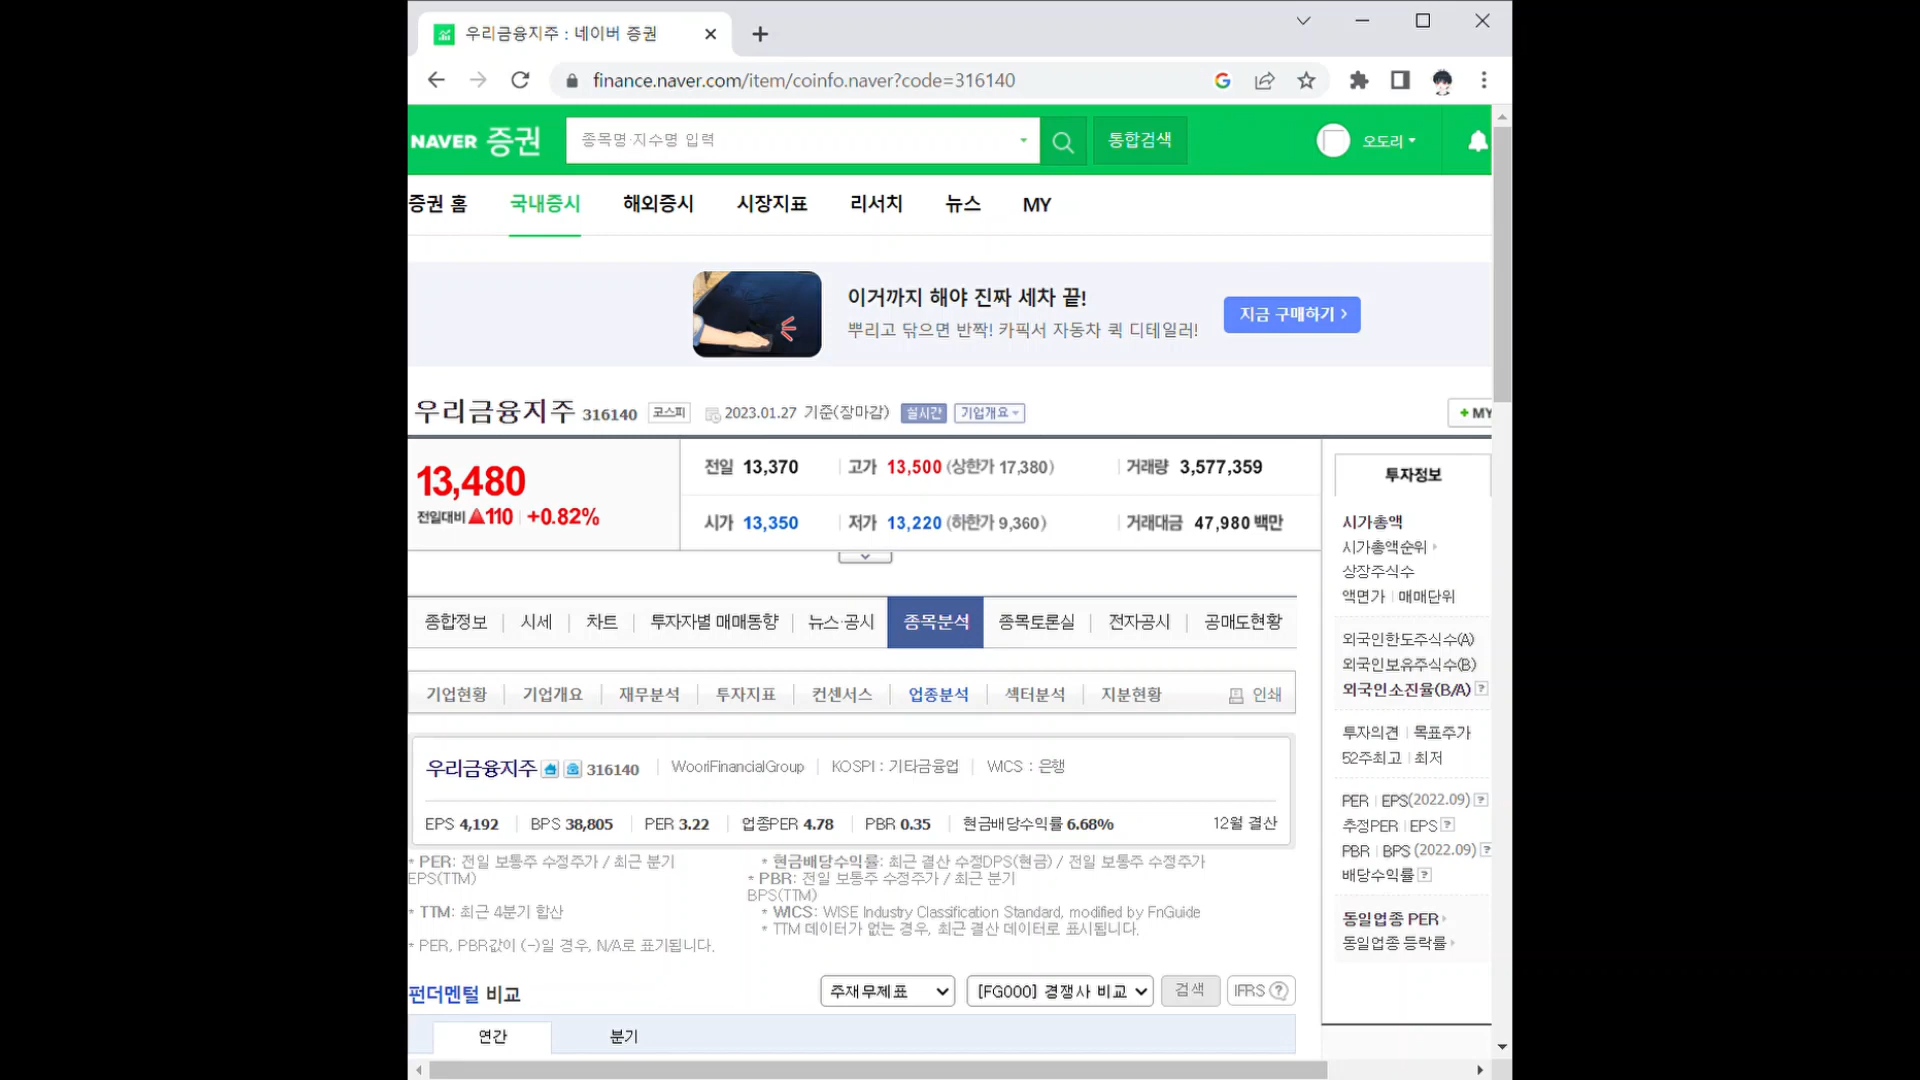 우리금융지주 : 네이버 증권
finance.naver.com/item/coinfo.naver?code=316140
NAVER 증권 종목명·지수명 입력 통합검색 오도리
증권 홈 국내증시 해외증시 시장지표 리서치 뉴스 MY
이거까지 해야 진짜 세차 끝!
뿌리고 닦으면 반짝! 카픽서 자동차 퀵 디테일러!
지금 구매하기 >
우리금융지주 316140 코스피 2023.01.27 기준(장마감) 실시간 기업개요 + MY
13,480
전일대비 ▲110 +0.82%
전일 13,370 고가 13,500 (상한가 17,380) 거래량 3,577,359
시가 13,350 저가 13,220 (하한가 9,360) 거래대금 47,980 백만
종합정보 시세 차트 투자자별 매매동향 뉴스·공시 종목분석 종목토론실 전자공시 공매도현황
기업현황 기업개요 재무분석 투자지표 컨센서스 업종분석 섹터분석 지분현황 인쇄
우리금융지주 316140 WooriFinancialGroup KOSPI : 기타금융업 WICS : 은행
EPS 4,192 BPS 38,805 PER 3.22 업종PER 4.78 PBR 0.35 현금배당수익률 6.68% 12월 결산
* PER: 전일 보통주 수정주가 / 최근 분기
EPS(TTM)
* 현금배당수익률: 최근 결산 수정DPS(현금) / 전일 보통주 수정주가
* PBR: 전일 보통주 수정주가 / 최근 분기
BPS(TTM)
* TTM: 최근 4분기 합산
* WICS: WISE Industry Classification Standard, modified by FnGuide
* TTM 데이터가 없는 경우, 최근 결산 데이터로 표시됩니다.
* PER, PBR값이 (-)일 경우, N/A로 표기됩니다.
펀더멘털 비교 주재무제표 [FG000] 경쟁사 비교 검색 IFRS ?
연간 분기
투자정보
시가총액
시가총액순위
상장주식수
액면가 매매단위
외국인한도주식수(A)
외국인보유주식수(B)
외국인소진율(B/A) ?
투자의견 목표주가
52주최고 최저
PER EPS(2022.09) ?
추정PER EPS ?
PBR BPS (2022.09) ?
배당수익률 ?
동일업종 PER
동일업종 등락률